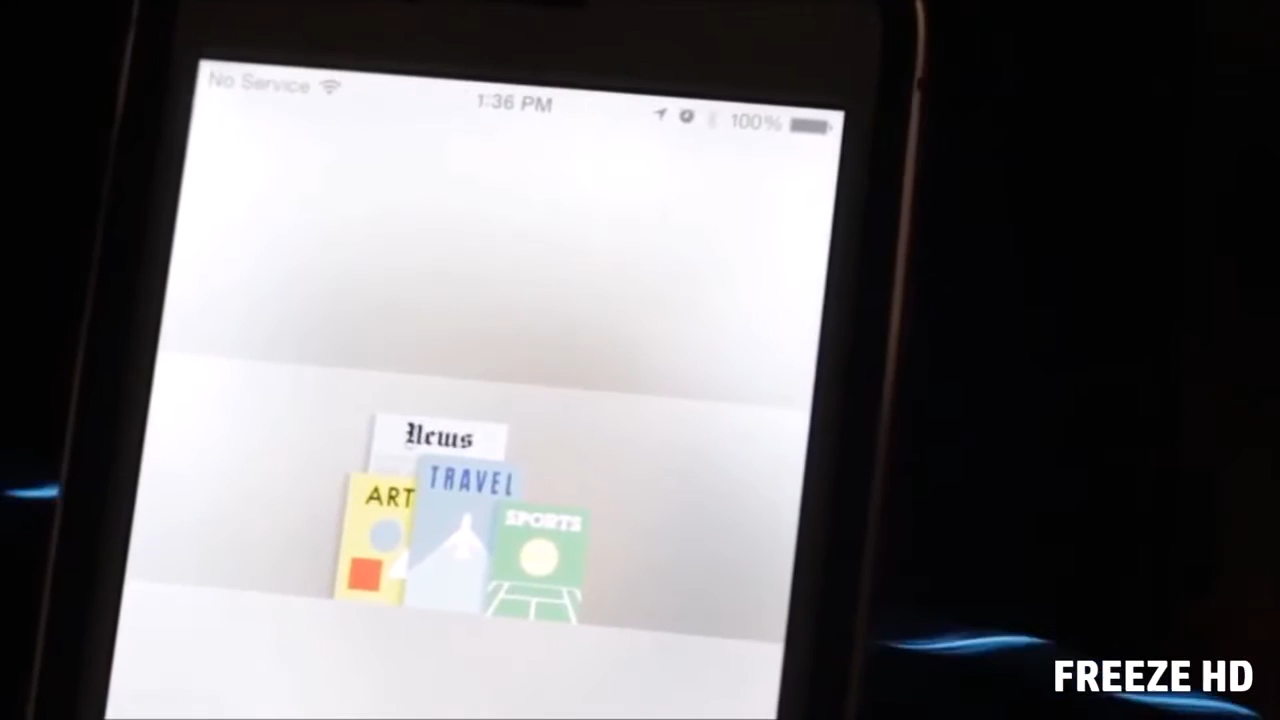 No Service
1:36 PM
100%
News
TRAVEL
ART
SPORTS
FREEZE HD